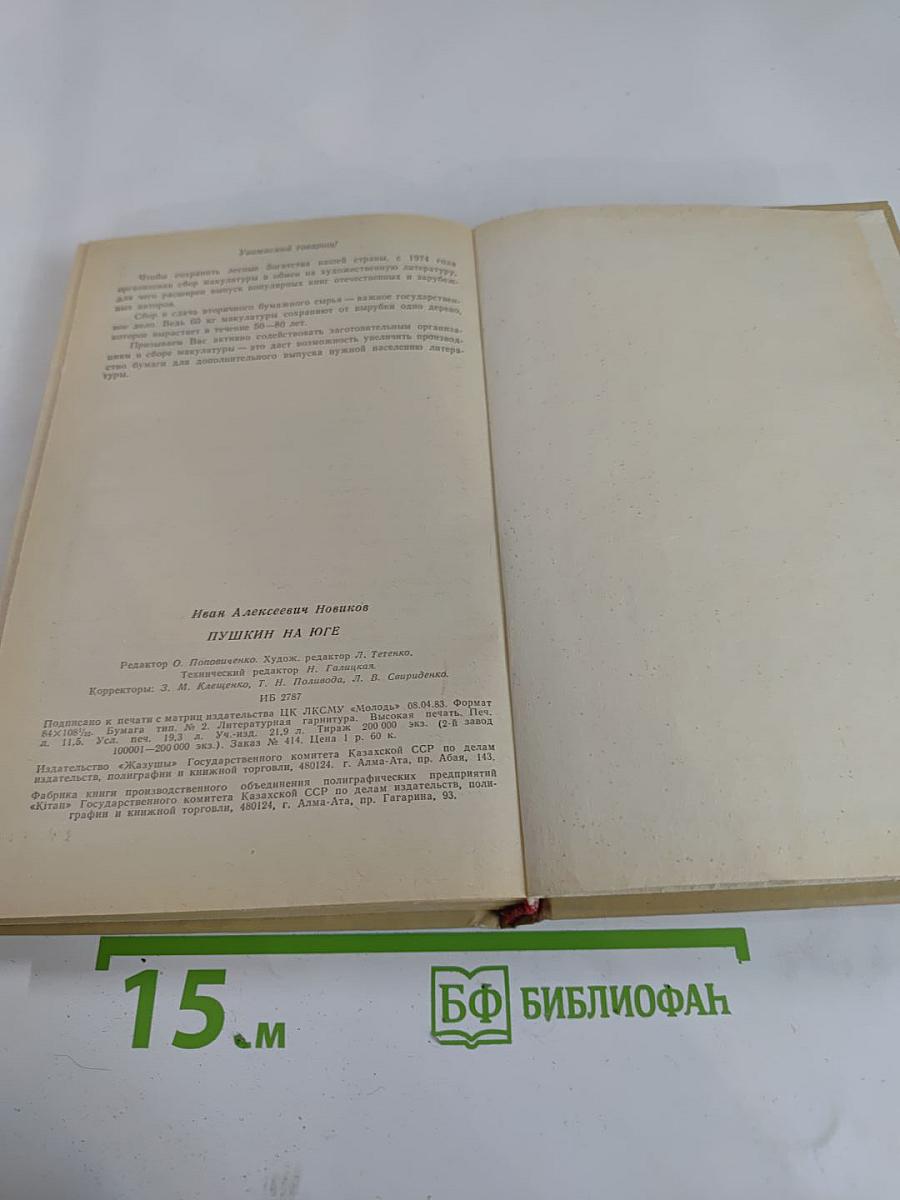 Уважаемый товарищ!
Чтобы сохранить лесные богатства нашей страны, с 1974 года
организован сбор макулатуры в обмен на художественную литературу,
для чего расширен выпуск популярных книг отечественных и зарубеж-
ных авторов.
Сбор и сдача вторичного бумажного сырья — важное государствен-
ное дело. Ведь 60 кг макулатуры сохраняют от вырубки одно дерево,
которое вырастает в течение 50—80 лет.
Призываем Вас активно содействовать заготовительным организа-
циям в сборе макулатуры — это даст возможность увеличить производ-
ство бумаги для дополнительного выпуска нужной населению литера-
туры.
Иван Алексеевич Новиков
ПУШКИН НА ЮГЕ
Редактор О. Поповиченко. Худож. редактор Л. Тетенко.
Технический редактор Н. Галицкая.
Корректоры: З. М. Клещенко, Т. Н. Поливода, Л. В. Свириденко.
ИБ 2787
Подписано к печати с матриц издательства ЦК ЛКСМУ «Молодь» 08.04.83. Формат
84×108¹/₃₂. Бумага тип. № 2. Литературная гарнитура. Высокая печать. Печ.
л. 11,5. Усл. печ. 19,3 л. Уч.-изд. 21,9 л. Тираж 200 000 экз. (2-й завод
100001—200 000 экз.). Заказ № 414. Цена 1 р. 60 к.
Издательство «Жазушы» Государственного комитета Казахской ССР по делам
издательств, полиграфии и книжной торговли, 480124, г. Алма-Ата, пр. Абая, 143.
Фабрика книги производственного объединения полиграфических предприятий
«Кітап» Государственного комитета Казахской ССР по делам издательств, поли-
графии и книжной торговли, 480124, г. Алма-Ата, пр. Гагарина, 93.
15 см
БФ БИБЛИОФАН